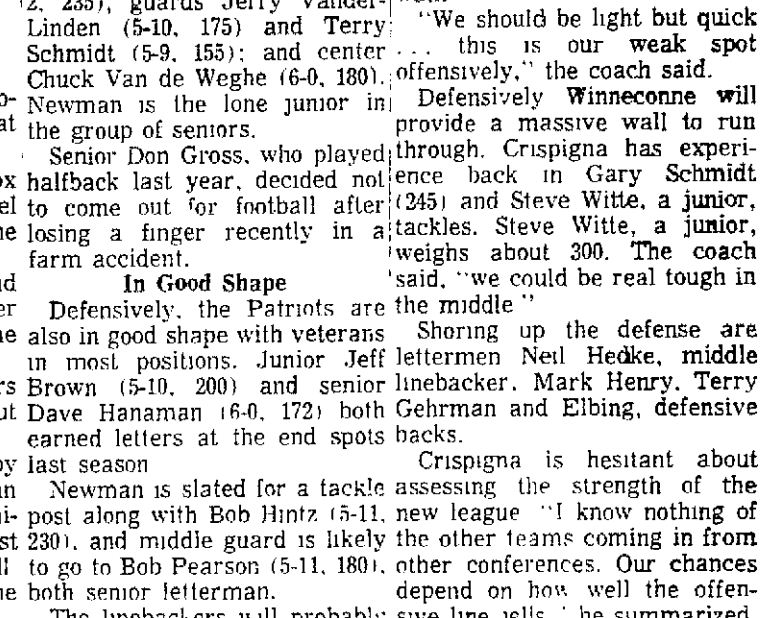 2, 235), guards Jerry Vander-
Linden (5-10, 175) and Terry
Schmidt (5-9, 155); and center
Chuck Van de Weghe (6-0, 180).
Newman is the lone junior in
the group of seniors.
Senior Don Gross, who played
halfback last year, decided not
to come out for football after
losing a finger recently in a
farm accident.
In Good Shape
Defensively, the Patriots are
also in good shape with veterans
in most positions. Junior Jeff
Brown (5-10, 200) and senior
Dave Hanaman (6-0, 172) both
earned letters at the end spots
last season
Newman is slated for a tackle
post along with Bob Hintz (5-11,
230), and middle guard is likely
to go to Bob Pearson (5-11, 180),
both senior letterman.
The linebackers will probably
"We should be light but quick
... this is our weak spot
offensively," the coach said.
Defensively Winneconne will
provide a massive wall to run
through. Crispigna has experi-
ence back in Gary Schmidt
(245) and Steve Witte, a junior,
tackles. Steve Witte, a junior,
weighs about 300. The coach
said, "we could be real tough in
the middle"
Shoring up the defense are
lettermen Neil Hedke, middle
linebacker, Mark Henry, Terry
Gehrman and Elbing, defensive
backs.
Crispigna is hesitant about
assessing the strength of the
new league "I know nothing of
the other teams coming in from
other conferences. Our chances
depend on how well the offen-
sive line jells," he summarized.